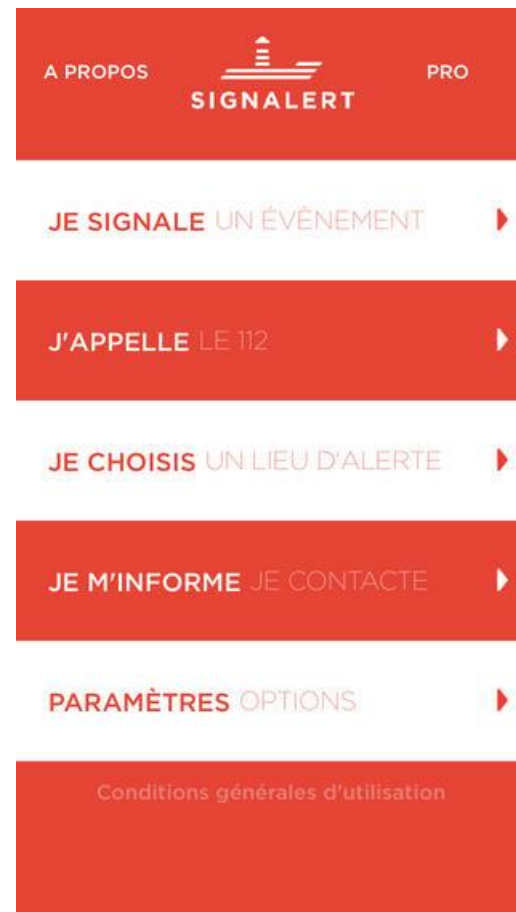 A PROPOS
PRO
SIGNALERT
JE SIGNALE UN ÉVÈNEMENT
J'APPELLE LE 112
JE CHOISIS UN LIEU D'ALERTE
JE M'INFORME JE CONTACTE
PARAMÈTRES OPTIONS
Conditions générales d'utilisation